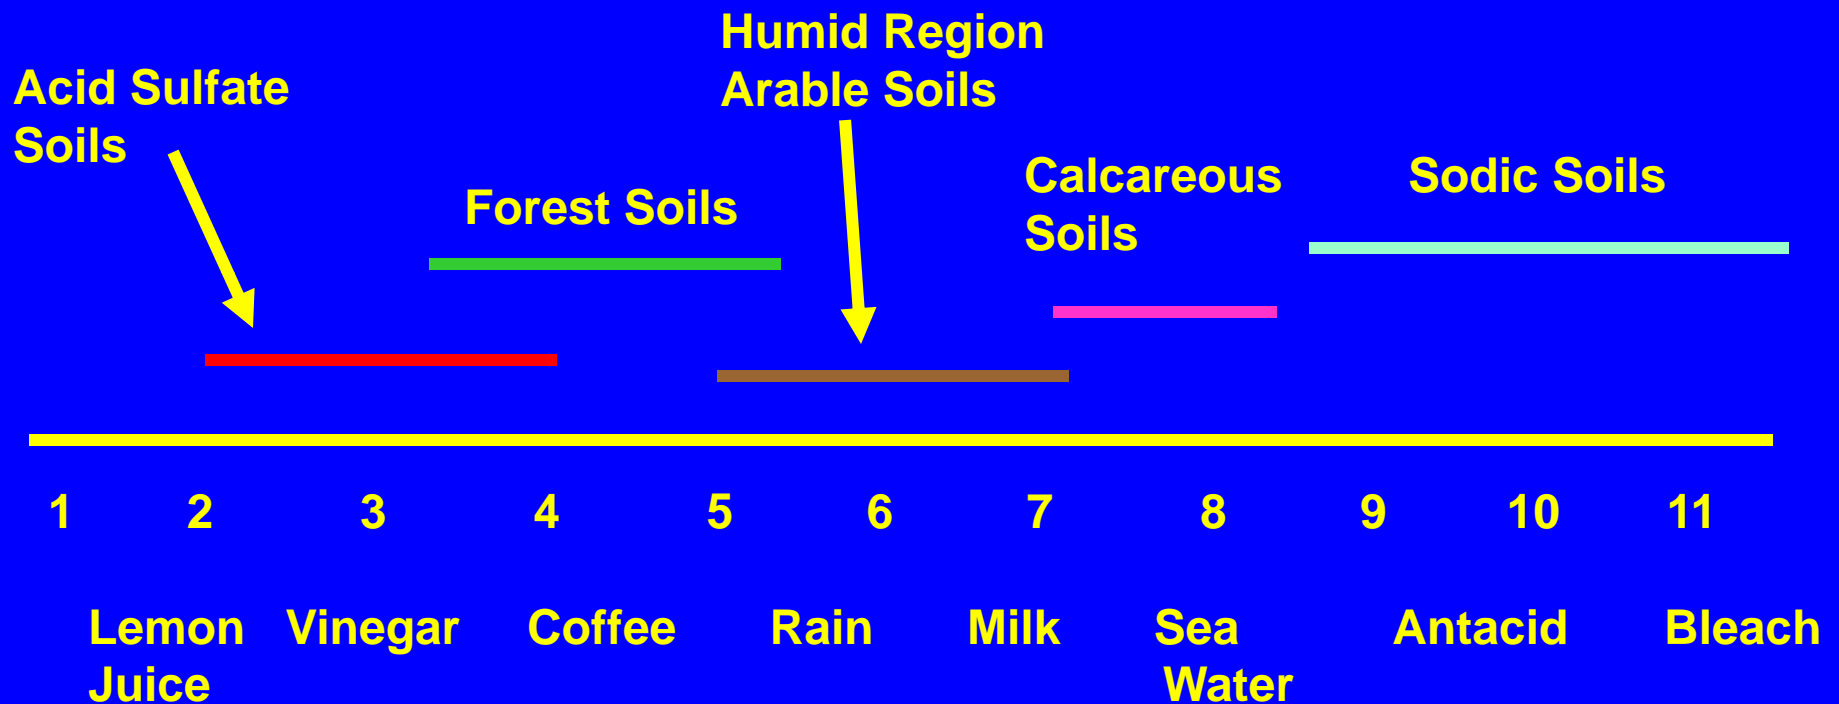 Humid Region
Arable Soils
Acid Sulfate
Soils
Forest Soils
Calcareous
Soils
Sodic Soils
1 2 3 4 5 6 7 8 9 10 11
Lemon
Juice
Vinegar
Coffee
Rain
Milk
Sea
Water
Antacid
Bleach